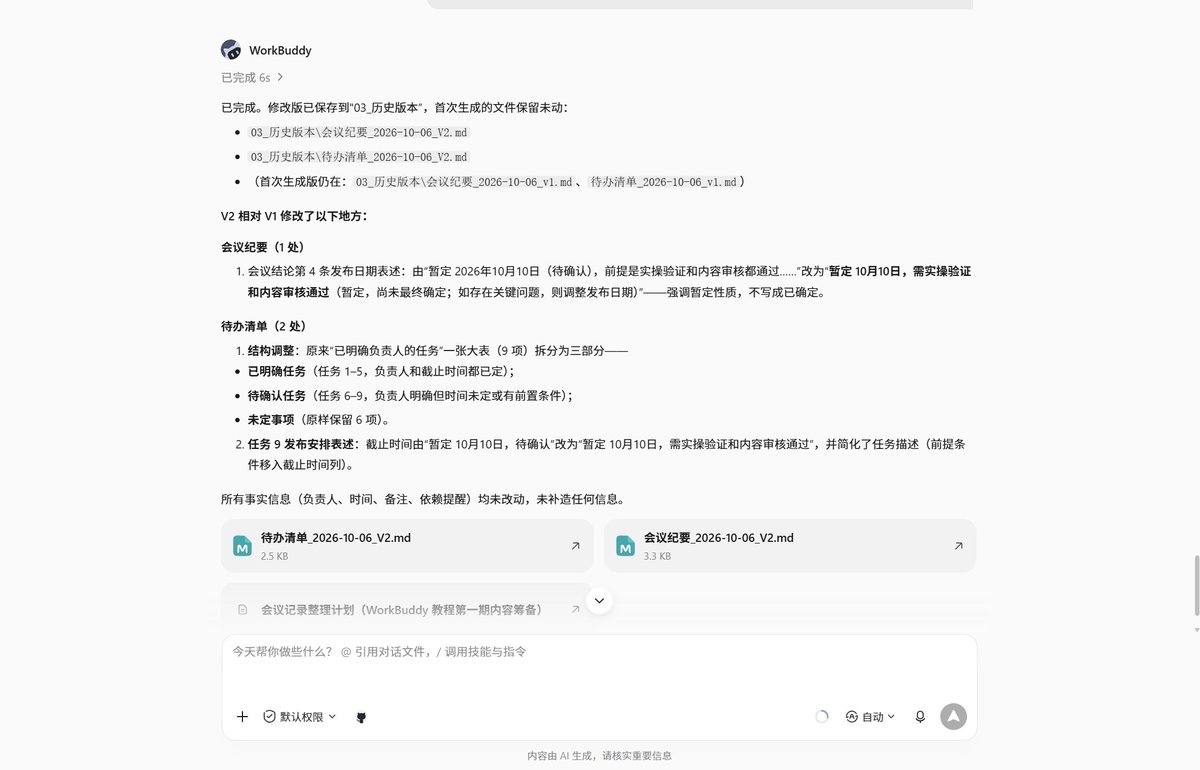 WorkBuddy
已完成 6s
已完成。修改版已保存到"03_历史版本"，首次生成的文件保留未动：
• 03_历史版本\会议纪要_2026-10-06_V2.md
• 03_历史版本\待办清单_2026-10-06_V2.md
• （首次生成版仍在：03_历史版本\会议纪要_2026-10-06_v1.md、待办清单_2026-10-06_v1.md）
V2 相对 V1 修改了以下地方：
会议纪要（1 处）
1. 会议结论第 4 条发布日期表述：由"暂定 2026年10月10日（待确认），前提是实操验证和内容审核都通过……"改为"暂定 10月10日，需实操验证
和内容审核通过（暂定，尚未最终确定；如存在关键问题，则调整发布日期）"——强调暂定性质，不写成已确定。
待办清单（2 处）
1. 结构调整：原来"已明确负责人的任务"一张大表（9 项）拆分为三部分——
• 已明确任务（任务 1–5，负责人和截止时间都已定）；
• 待确认任务（任务 6–9，负责人明确但时间未定或有前置条件）；
• 未定事项（原样保留 6 项）。
2. 任务 9 发布安排表述：截止时间由"暂定 10月10日，待确认"改为"暂定 10月10日，需实操验证和内容审核通过"，并简化了任务描述（前提条
件移入截止时间列）。
所有事实信息（负责人、时间、备注、依赖提醒）均未改动，未补造任何信息。
待办清单_2026-10-06_V2.md
2.5 KB
会议纪要_2026-10-06_V2.md
3.3 KB
会议记录整理计划（WorkBuddy 教程第一期内容筹备）
今天帮你做些什么？ @ 引用对话文件，/ 调用技能与指令
默认权限
自动
内容由 AI 生成，请核实重要信息